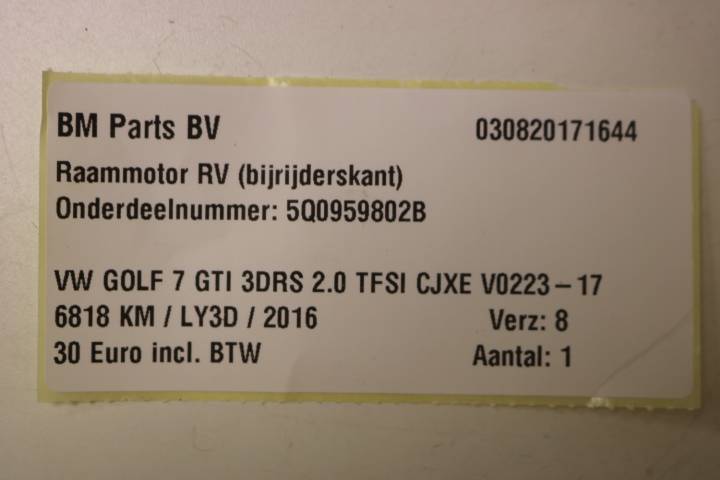 BM Parts BV 030820171644
Raammotor RV (bijrijderskant)
Onderdeelnummer: 5Q0959802B
VW GOLF 7 GTI 3DRS 2.0 TFSI CJXE V0223-17
6818 KM / LY3D / 2016 Verz: 8
30 Euro incl. BTW Aantal: 1